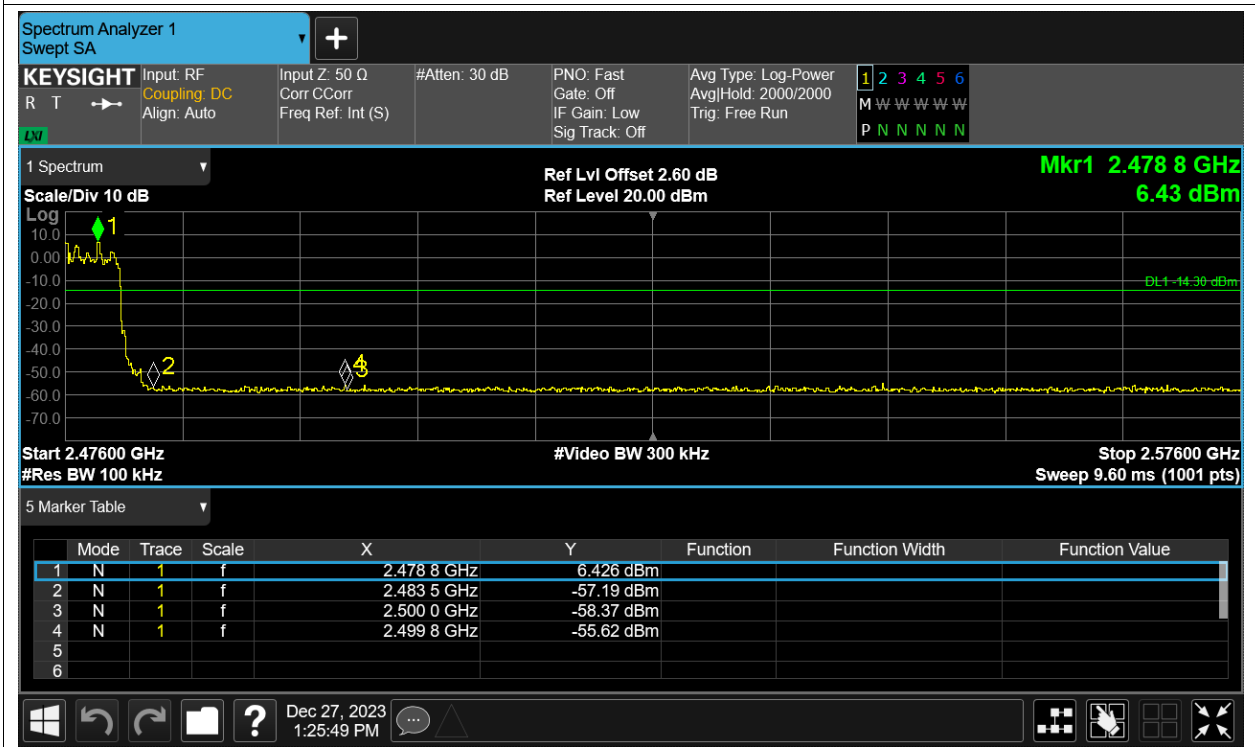 Spectrum Analyzer 1
Swept SA
KEYSIGHT Input: RF Input Z: 50 Ω #Atten: 30 dB PNO: Fast Avg Type: Log-Power 1 2 3 4 5 6
R T Coupling: DC Corr CCorr Gate: Off Avg|Hold: 2000/2000 M W W W W W
Align: Auto Freq Ref: Int (S) IF Gain: Low Trig: Free Run
LXI Sig Track: Off P N N N N N
1 Spectrum Ref Lvl Offset 2.60 dB Mkr1 2.478 8 GHz
Scale/Div 10 dB Ref Level 20.00 dBm 6.43 dBm
Log
1
10.0
0.00
-10.0
DL1 -14.30 dBm
-20.0
-30.0
-40.0
2 4 3
-50.0
-60.0
-70.0
Start 2.47600 GHz #Video BW 300 kHz Stop 2.57600 GHz
#Res BW 100 kHz Sweep 9.60 ms (1001 pts)
5 Marker Table
Mode Trace Scale X Y Function Function Width Function Value
1 N 1 f 2.478 8 GHz 6.426 dBm
2 N 1 f 2.483 5 GHz -57.19 dBm
3 N 1 f 2.500 0 GHz -58.37 dBm
4 N 1 f 2.499 8 GHz -55.62 dBm
5
6
? Dec 27, 2023
1:25:49 PM